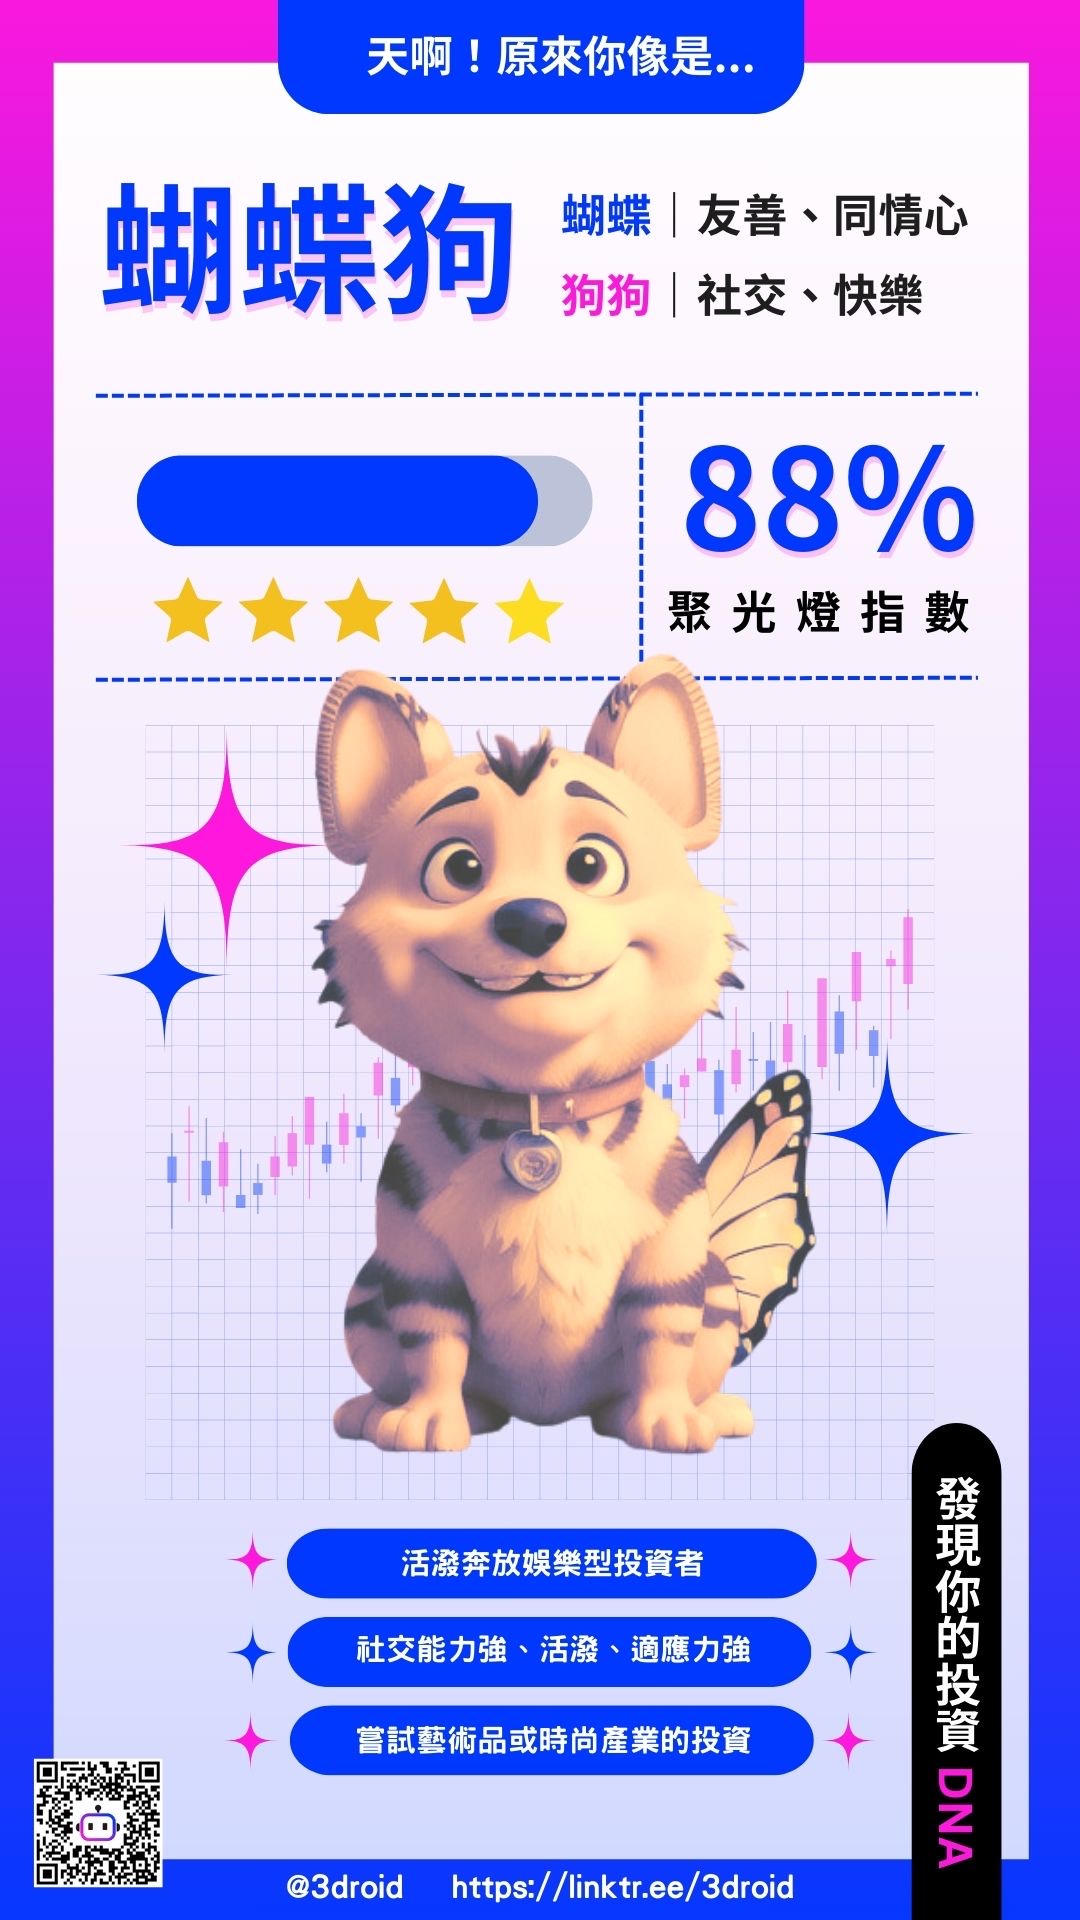 天啊！原來你像是...
蝴蝶狗
蝴蝶｜友善、同情心
狗狗｜社交、快樂
88%
聚光燈指數
活潑奔放娛樂型投資者
社交能力強、活潑、適應力強
嘗試藝術品或時尚產業的投資
發現你的投資 DNA
@3droid https://linktr.ee/3droid